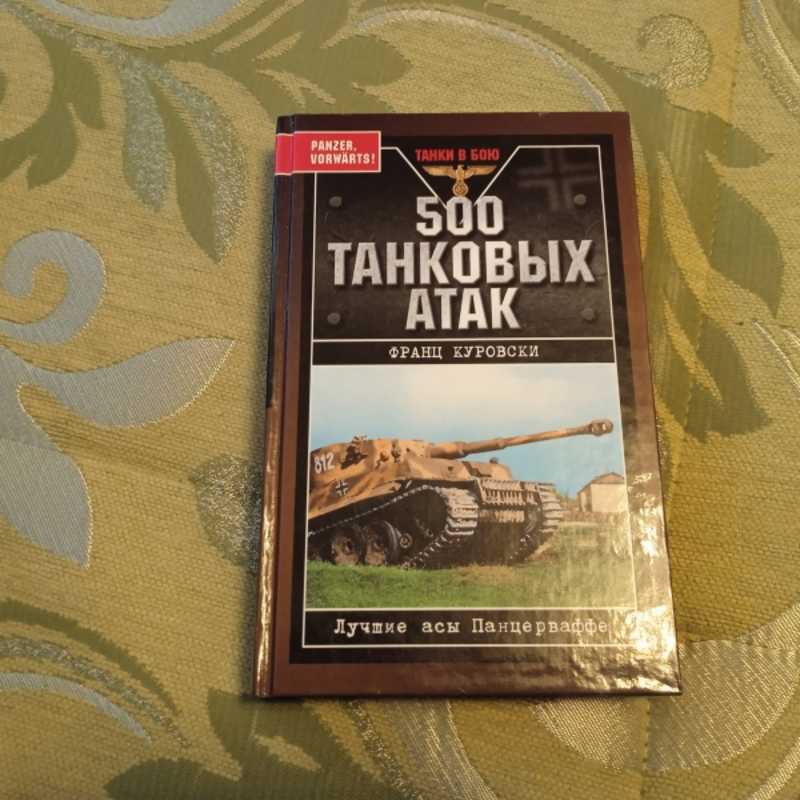 PANZER,
VORWÄRTS!
ТАНКИ В БОЮ
500
ТАНКОВЫХ
АТАК
ФРАНЦ КУРОВСКИ
812
Лучшие асы Панцерваффе